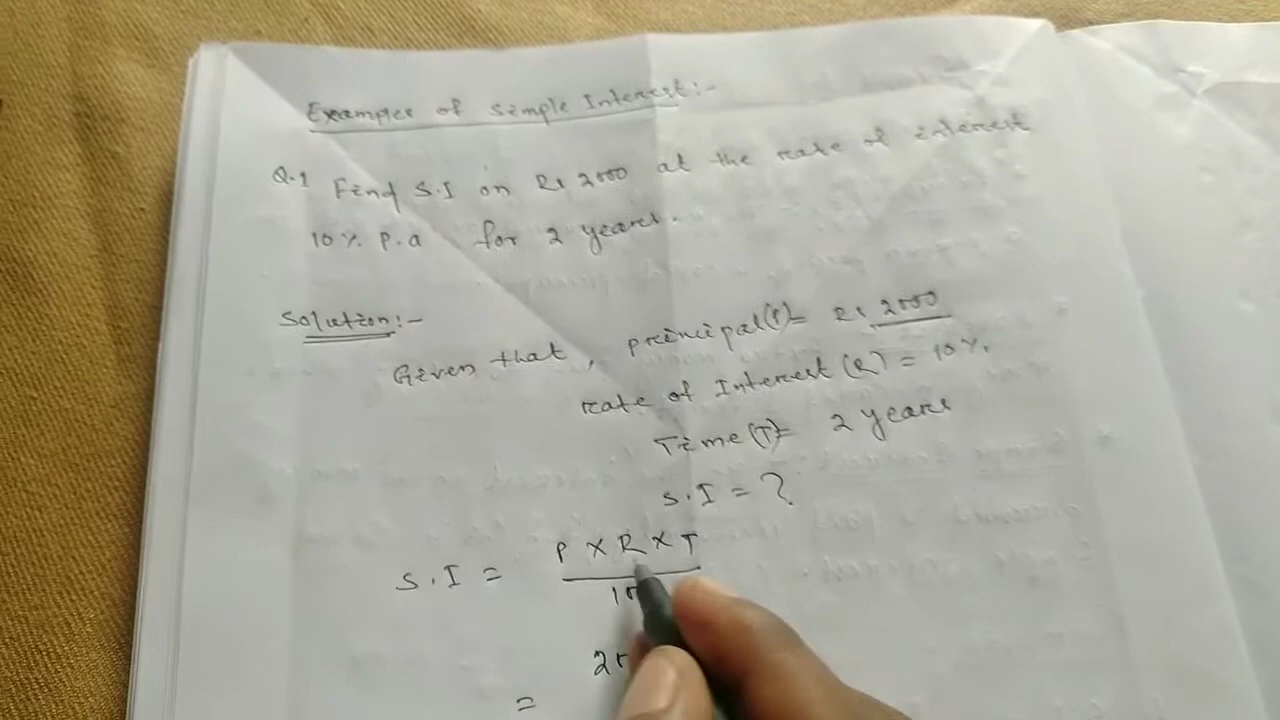 Examples of Simple Interest:-
Q.1 Find S.I on Rs 2000 at the rate of interest
10% p.a for 2 years.
Solution:-
Given that, principal(P)= Rs 2000
rate of Interest (R) = 10%.
Time(T)= 2 years
S.I = ?
P X R X T
S.I =
=